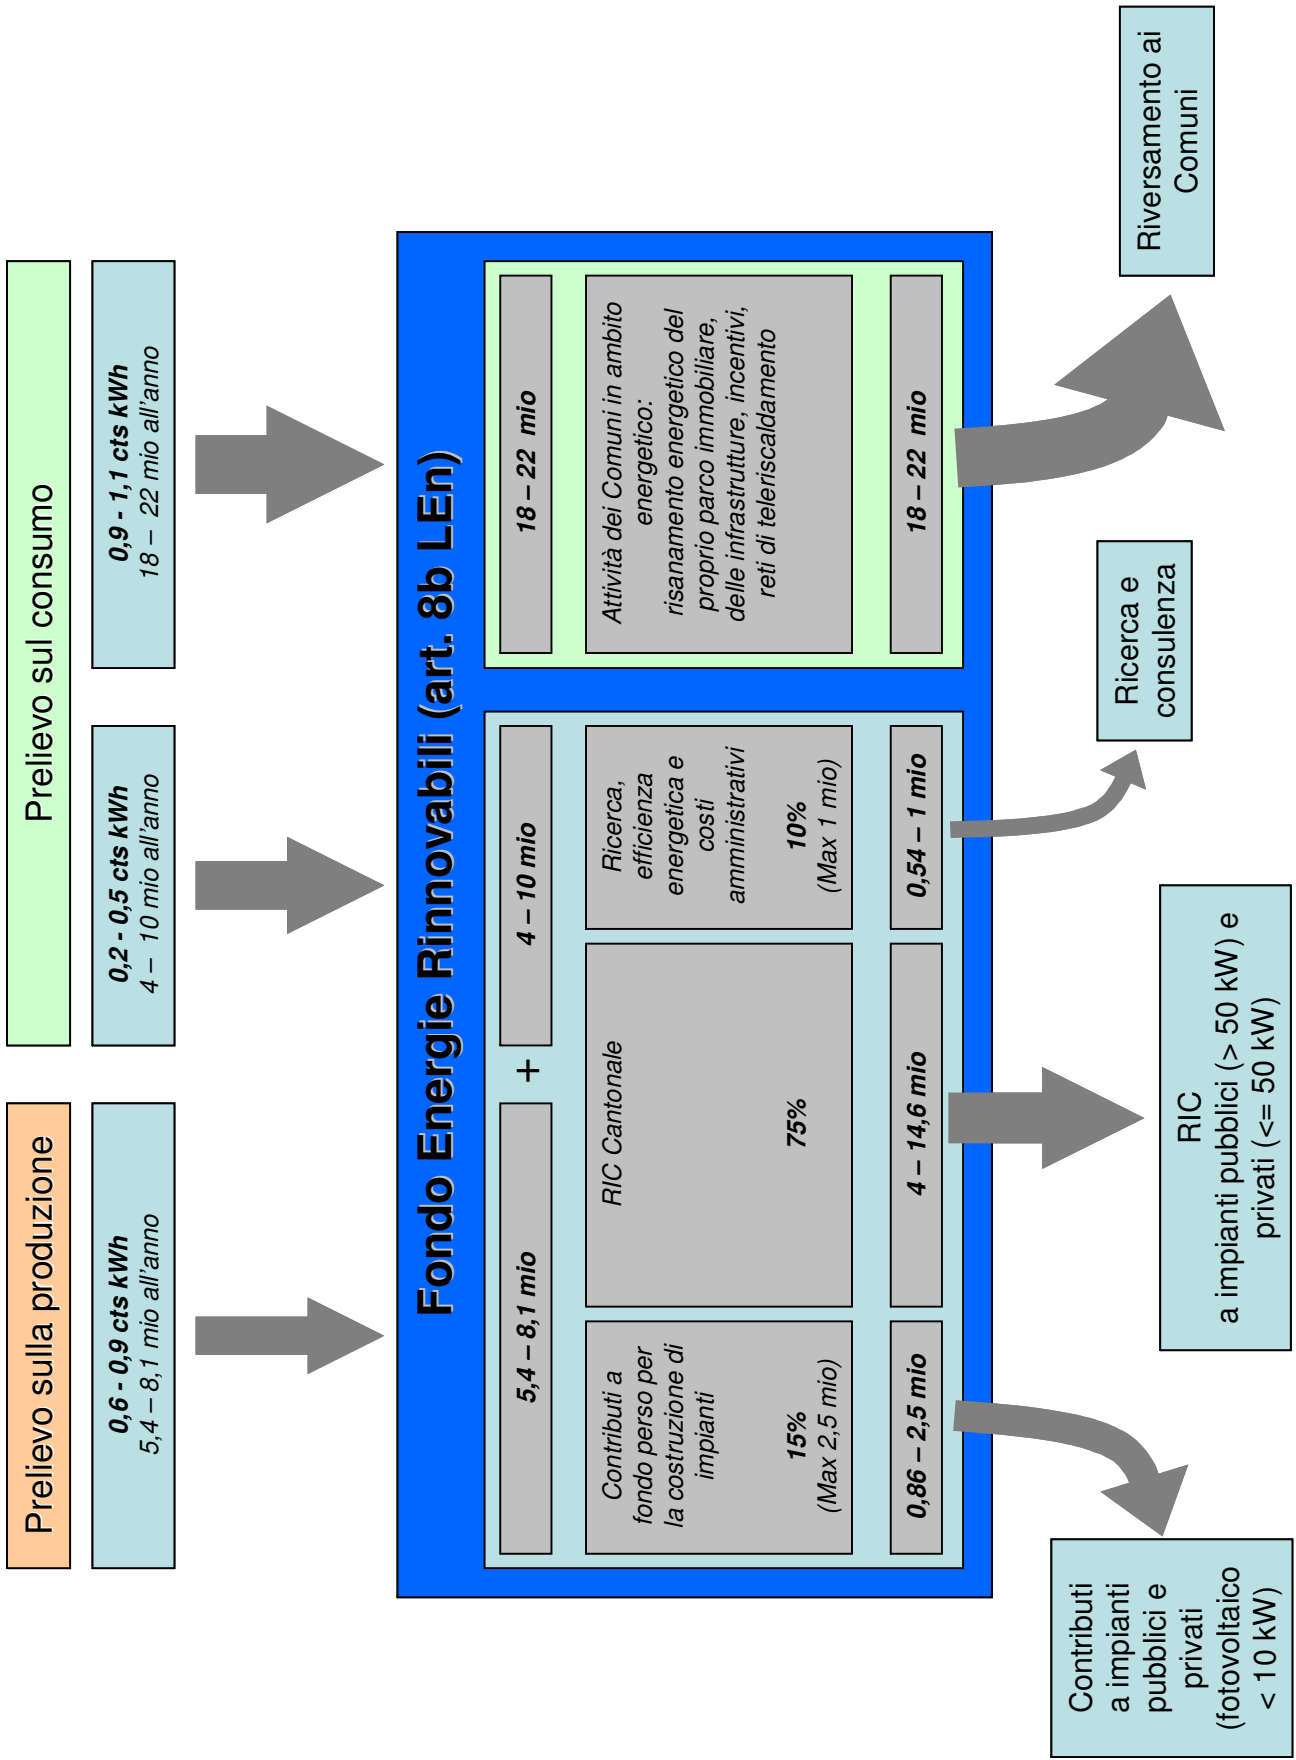 Prelievo sulla produzione
Prelievo sul consumo
0,6 - 0,9 cts kWh
5,4 – 8,1 mio all'anno
0,2 - 0,5 cts kWh
4 – 10 mio all'anno
0,9 - 1,1 cts kWh
18 – 22 mio all'anno
Fondo Energie Rinnovabili (art. 8b LEn)
5,4 – 8,1 mio
+
4 – 10 mio
18 – 22 mio
Contributi a
fondo perso per
la costruzione di
impianti
15%
(Max 2,5 mio)
RIC Cantonale
75%
Ricerca,
efficienza
energetica e
costi
amministrativi
10%
(Max 1 mio)
Attività dei Comuni in ambito
energetico:
risanamento energetico del
proprio parco immobiliare,
delle infrastrutture, incentivi,
reti di teleriscaldamento
0,86 – 2,5 mio
4 – 14,6 mio
0,54 – 1 mio
18 – 22 mio
Contributi
a impianti
pubblici e
privati
(fotovoltaico
< 10 kW)
RIC
a impianti pubblici (> 50 kW) e
privati (<= 50 kW)
Ricerca e
consulenza
Riversamento ai
Comuni